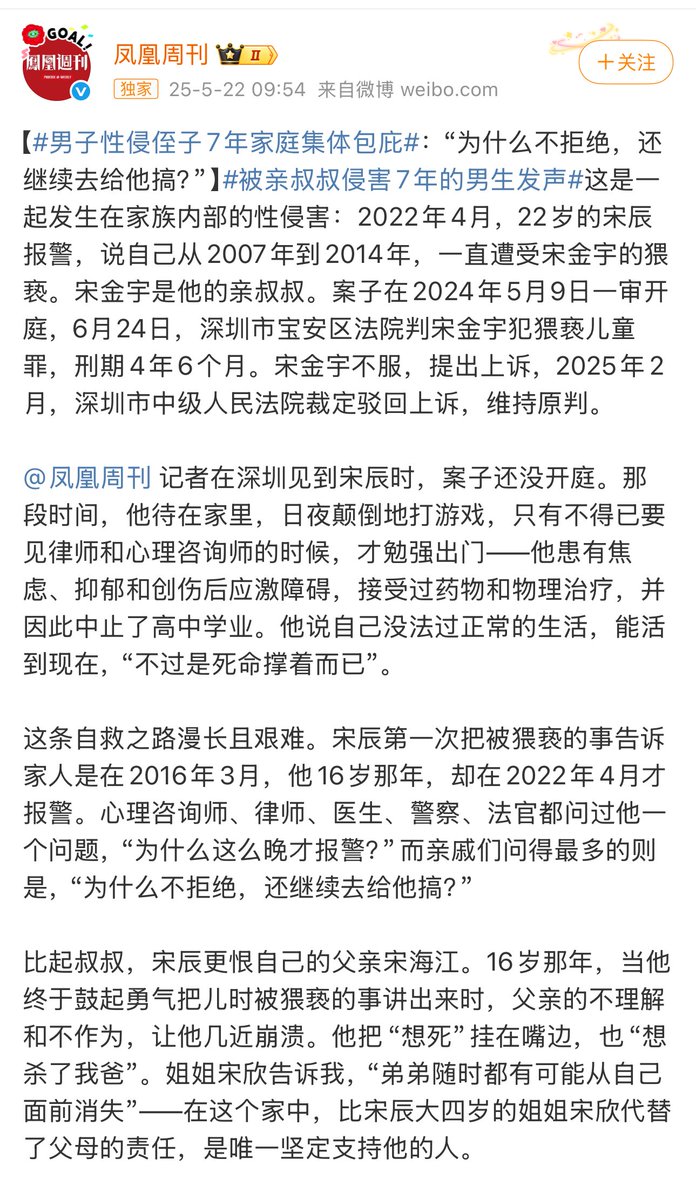 GOAL!
鳳凰週刊
凤凰周刊 II
独家 25-5-22 09:54 来自微博 weibo.com
+关注
【#男子性侵侄子7年家庭集体包庇#：“为什么不拒绝，还
继续去给他搞？”】#被亲叔叔侵害7年的男生发声#这是一
起发生在家族内部的性侵害：2022年4月，22岁的宋辰
报警，说自己从2007年到2014年，一直遭受宋金宇的猥
亵。宋金宇是他的亲叔叔。案子在2024年5月9日一审开
庭，6月24日，深圳市宝安区法院判宋金宇犯猥亵儿童
罪，刑期4年6个月。宋金宇不服，提出上诉，2025年2
月，深圳市中级人民法院裁定驳回上诉，维持原判。
@凤凰周刊 记者在深圳见到宋辰时，案子还没开庭。那
段时间，他待在家里，日夜颠倒地打游戏，只有不得已要
见律师和心理咨询师的时候，才勉强出门——他患有焦
虑、抑郁和创伤后应激障碍，接受过药物和物理治疗，并
因此中止了高中学业。他说自己没法过正常的生活，能活
到现在，“不过是死命撑着而已”。
这条自救之路漫长且艰难。宋辰第一次把被猥亵的事告诉
家人是在2016年3月，他16岁那年，却在2022年4月才
报警。心理咨询师、律师、医生、警察、法官都问过他一
个问题，“为什么这么晚才报警？”而亲戚们问得最多的则
是，“为什么不拒绝，还继续去给他搞？”
比起叔叔，宋辰更恨自己的父亲宋海江。16岁那年，当他
终于鼓起勇气把儿时被猥亵的事讲出来时，父亲的不理解
和不作为，让他几近崩溃。他把“想死”挂在嘴边，也“想
杀了我爸”。姐姐宋欣告诉我，“弟弟随时都有可能从自己
面前消失”——在这个家中，比宋辰大四岁的姐姐宋欣代替
了父母的责任，是唯一坚定支持他的人。